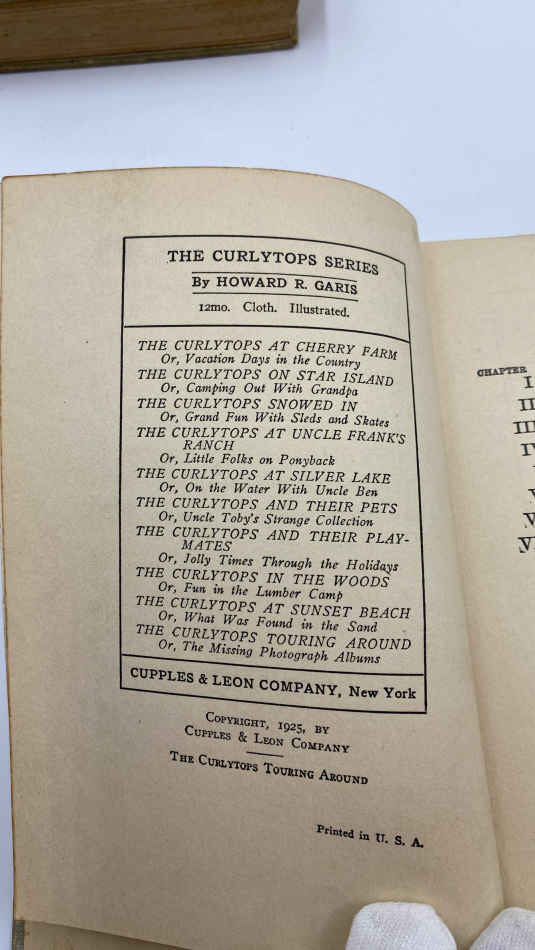 THE CURLYTOPS SERIES
By HOWARD R. GARIS
12mo. Cloth. Illustrated.
THE CURLYTOPS AT CHERRY FARM
Or, Vacation Days in the Country
THE CURLYTOPS ON STAR ISLAND
Or, Camping Out With Grandpa
THE CURLYTOPS SNOWED IN
Or, Grand Fun With Sleds and Skates
THE CURLYTOPS AT UNCLE FRANK'S
RANCH
Or, Little Folks on Ponyback
THE CURLYTOPS AT SILVER LAKE
Or, On the Water With Uncle Ben
THE CURLYTOPS AND THEIR PETS
Or, Uncle Toby's Strange Collection
THE CURLYTOPS AND THEIR PLAY-
MATES
Or, Jolly Times Through the Holidays
THE CURLYTOPS IN THE WOODS
Or, Fun in the Lumber Camp
THE CURLYTOPS AT SUNSET BEACH
Or, What Was Found in the Sand
THE CURLYTOPS TOURING AROUND
Or, The Missing Photograph Albums
CUPPLES & LEON COMPANY, New York
COPYRIGHT, 1925, BY
CUPPLES & LEON COMPANY
THE CURLYTOPS TOURING AROUND
Printed in U. S. A.
CHAPTER
I
II
III